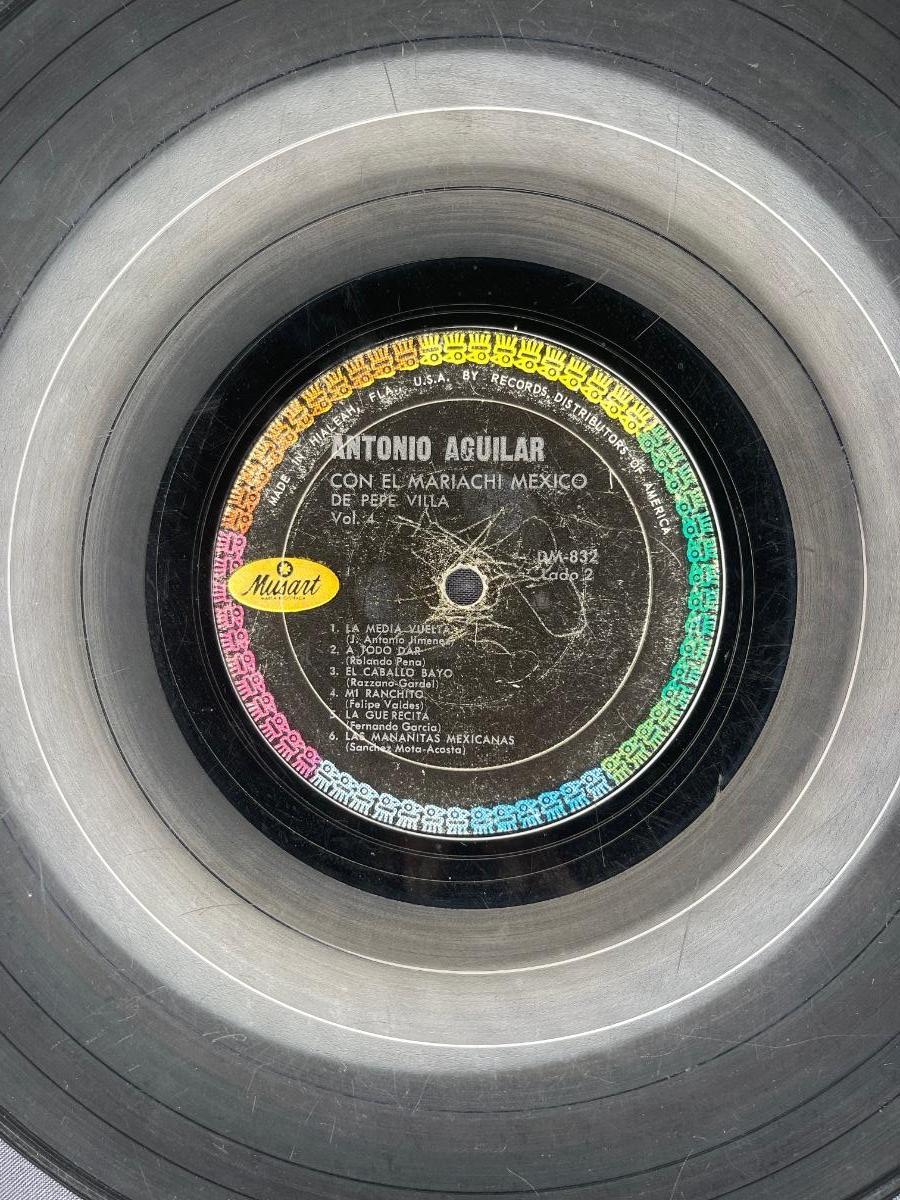 MADE IN HIALEAH, FLA., U.S.A. BY RECORDS, DISTRIBUTORS OF AMERICA
ANTONIO AGUILAR
CON EL MARIACHI MEXICO
DE PEPE VILLA
Vol. 4
DM-832
Lado 2
Musart
MARCA REGISTRADA
1. LA MEDIA VUELTA
(J. Antonio Jimenez
2. A TODO DAR
(Rolando Pena)
3. EL CABALLO BAYO
(Razzano-Gardel)
4. MI RANCHITO
(Felipe Valdes)
5. LA GUERECITA
(Fernando Garcia)
6. LAS MANANITAS MEXICANAS
(Sanchez Mota-Acosta)